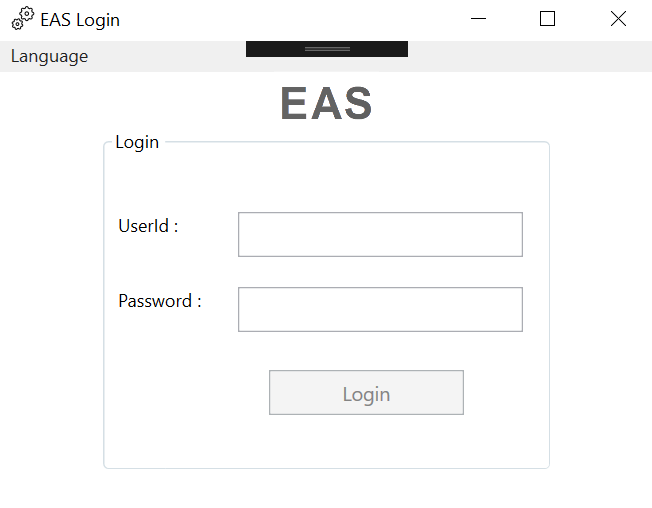 EAS Login
Language
EAS
Login
UserId :
Password :
Login